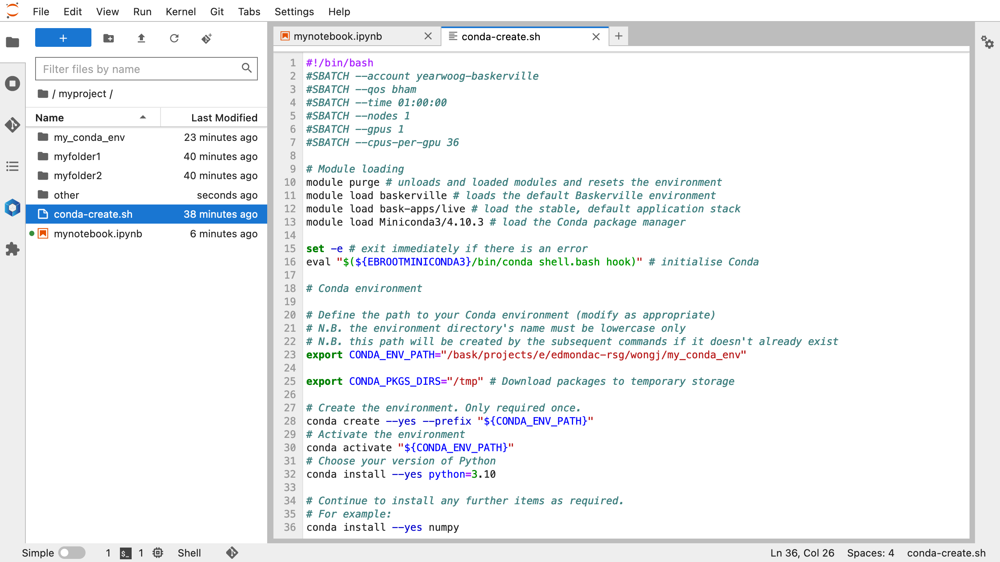 File Edit View Run Kernel Git Tabs Settings Help
+
Filter files by name
/ myproject /
Name Last Modified
my_conda_env 23 minutes ago
myfolder1 40 minutes ago
myfolder2 40 minutes ago
other seconds ago
conda-create.sh 38 minutes ago
mynotebook.ipynb 6 minutes ago
mynotebook.ipynb conda-create.sh +
1 #!/bin/bash
2 #SBATCH --account yearwoog-baskerville
3 #SBATCH --qos bham
4 #SBATCH --time 01:00:00
5 #SBATCH --nodes 1
6 #SBATCH --gpus 1
7 #SBATCH --cpus-per-gpu 36
8
9 # Module loading
10 module purge # unloads and loaded modules and resets the environment
11 module load baskerville # loads the default Baskerville environment
12 module load bask-apps/live # load the stable, default application stack
13 module load Miniconda3/4.10.3 # load the Conda package manager
14
15 set -e # exit immediately if there is an error
16 eval "$(${EBROOTMINICONDA3}/bin/conda shell.bash hook)" # initialise Conda
17
18 # Conda environment
19
20 # Define the path to your Conda environment (modify as appropriate)
21 # N.B. the environment directory's name must be lowercase only
22 # N.B. this path will be created by the subsequent commands if it doesn't already exist
23 export CONDA_ENV_PATH="/bask/projects/e/edmondac-rsg/wongj/my_conda_env"
24
25 export CONDA_PKGS_DIRS="/tmp" # Download packages to temporary storage
26
27 # Create the environment. Only required once.
28 conda create --yes --prefix "${CONDA_ENV_PATH}"
29 # Activate the environment
30 conda activate "${CONDA_ENV_PATH}"
31 # Choose your version of Python
32 conda install --yes python=3.10
33
34 # Continue to install any further items as required.
35 # For example:
36 conda install --yes numpy
Simple 1 $_ 1 Shell Ln 36, Col 26 Spaces: 4 conda-create.sh